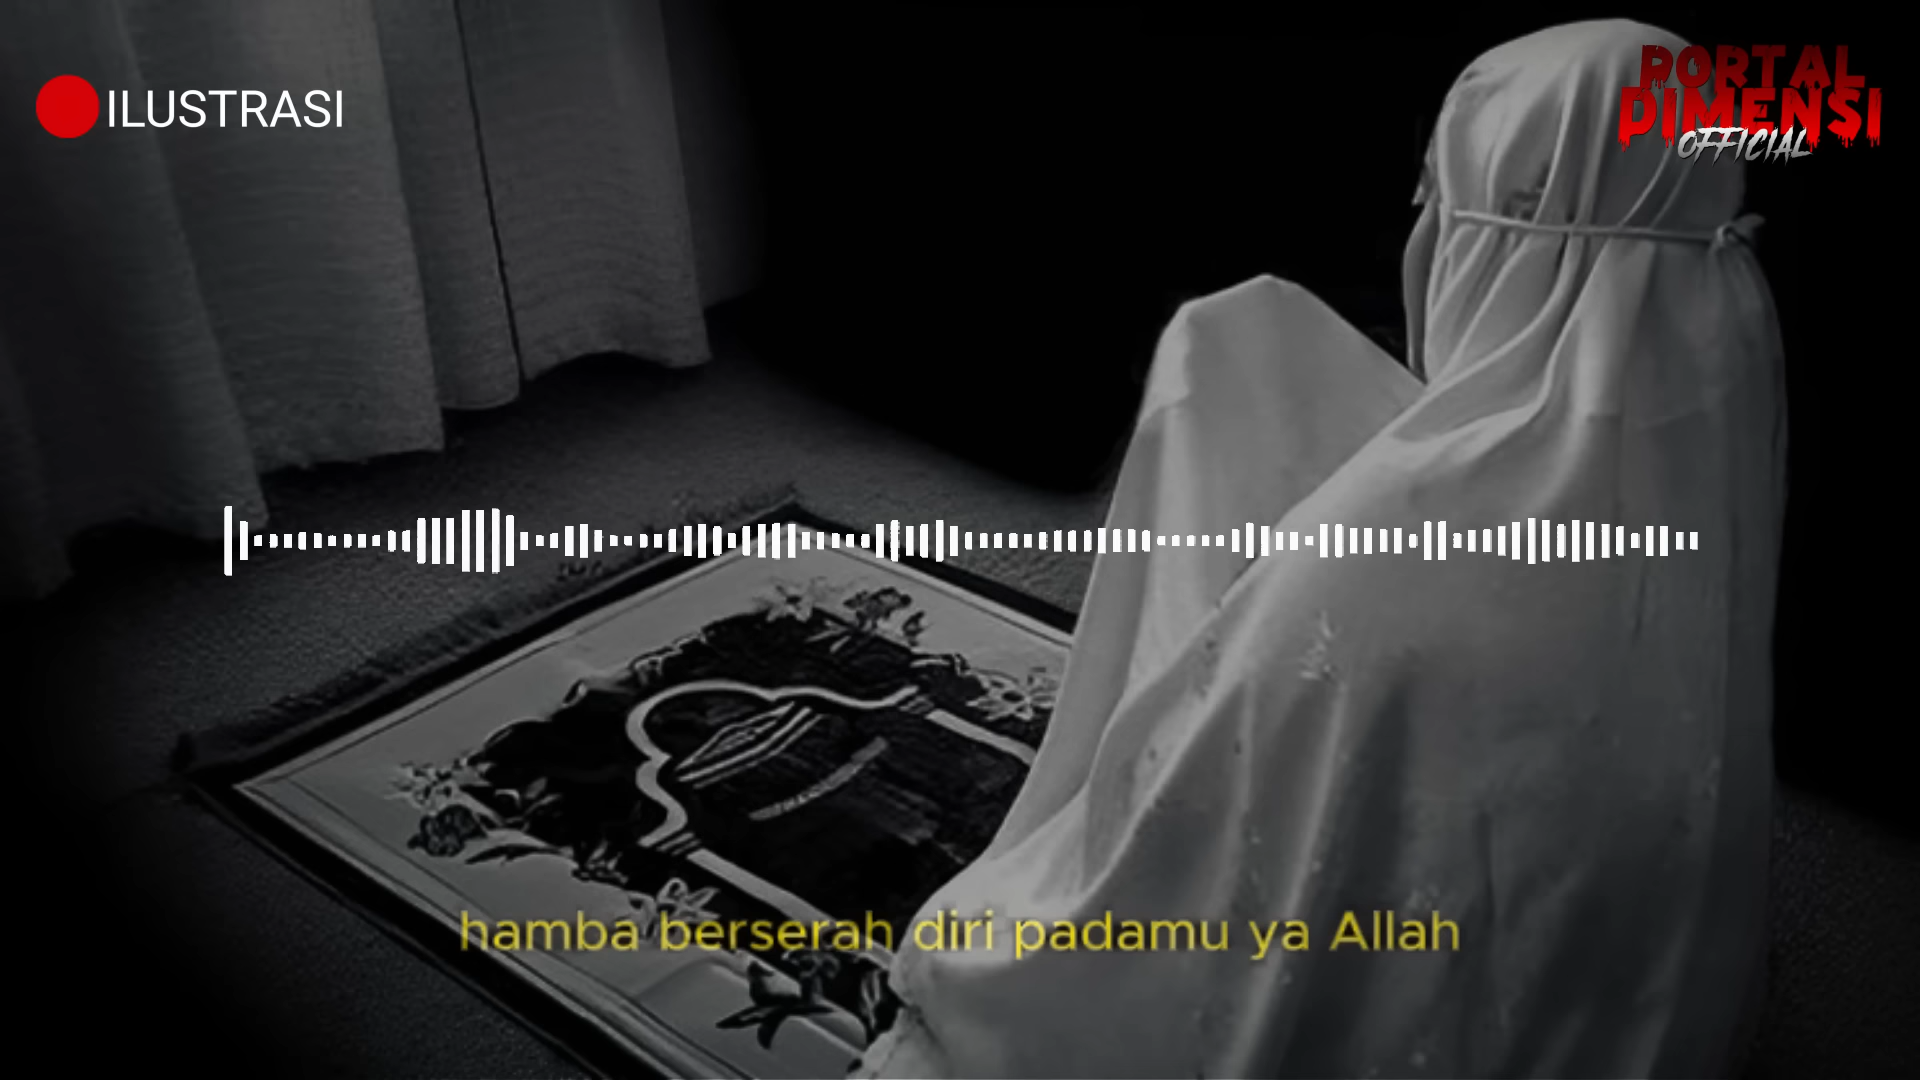 ILUSTRASI
PORTAL
DIMENSI
OFFICIAL
hamba berserah diri padamu ya Allah